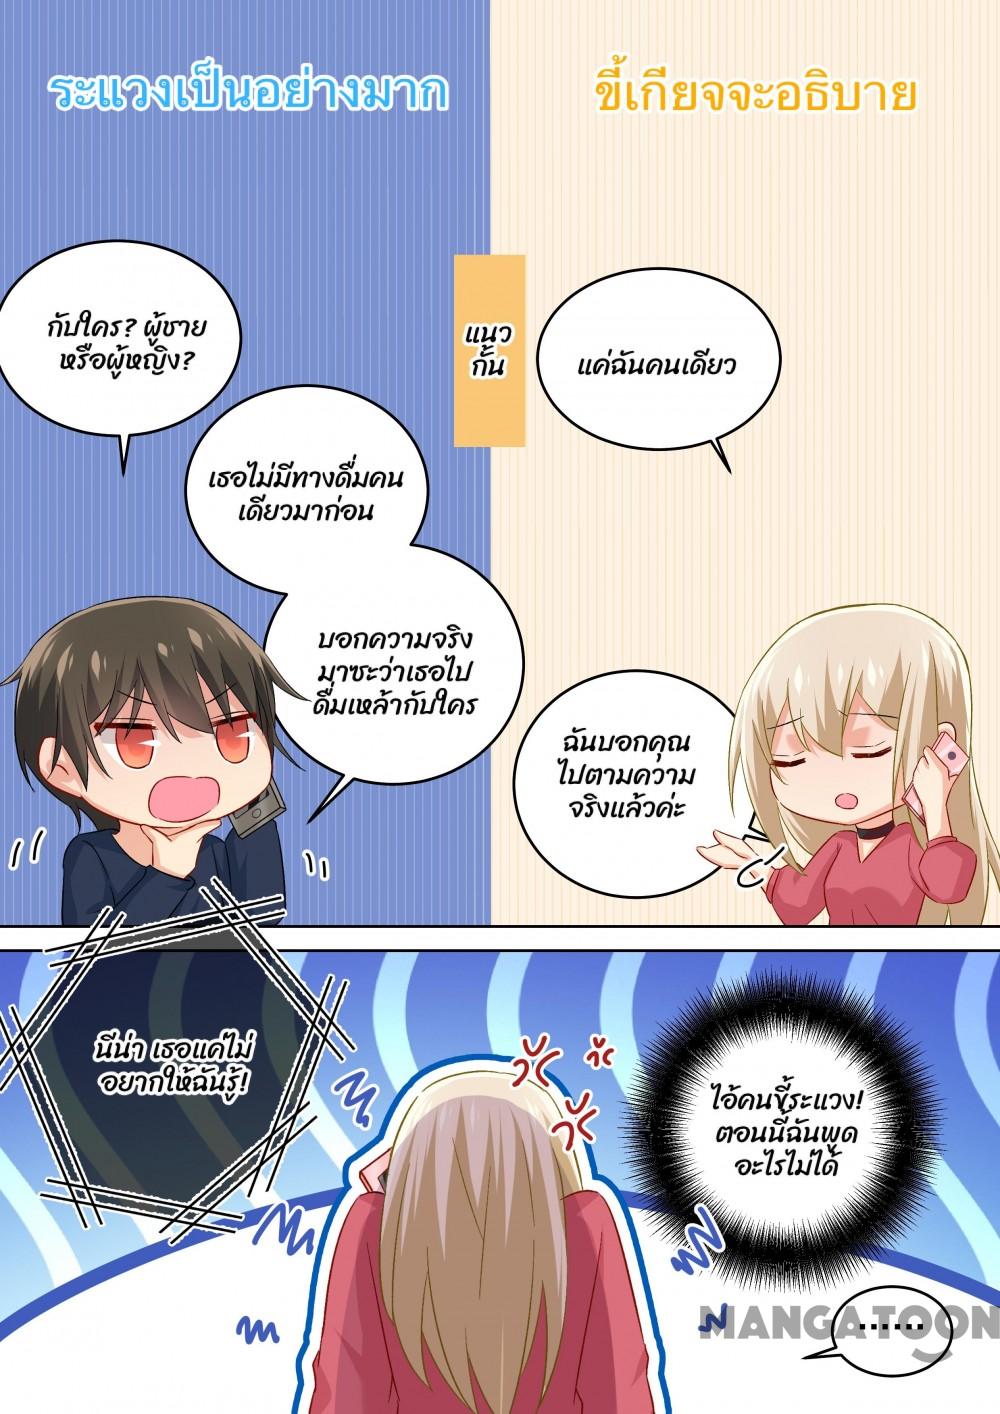 ระแวงเป็นอย่างมาก
ขี้เกียจจะอธิบาย
กับใคร? ผู้ชาย
หรือผู้หญิง?
แนว
กั้น
แค่ฉันคนเดียว
เธอไม่มีทางดื่มคน
เดียวมาก่อน
บอกความจริง
มาซะว่าเธอไป
ดื่มเหล้ากับใคร
ฉันบอกคุณ
ไปตามความ
จริงแล้วค่ะ
นีน่า เธอแค่ไม่
อยากให้ฉันรู้!
ไอ้คนขี้ระแวง!
ตอนนี้ฉันพูด
อะไรไม่ได้
.......
MANGATOON